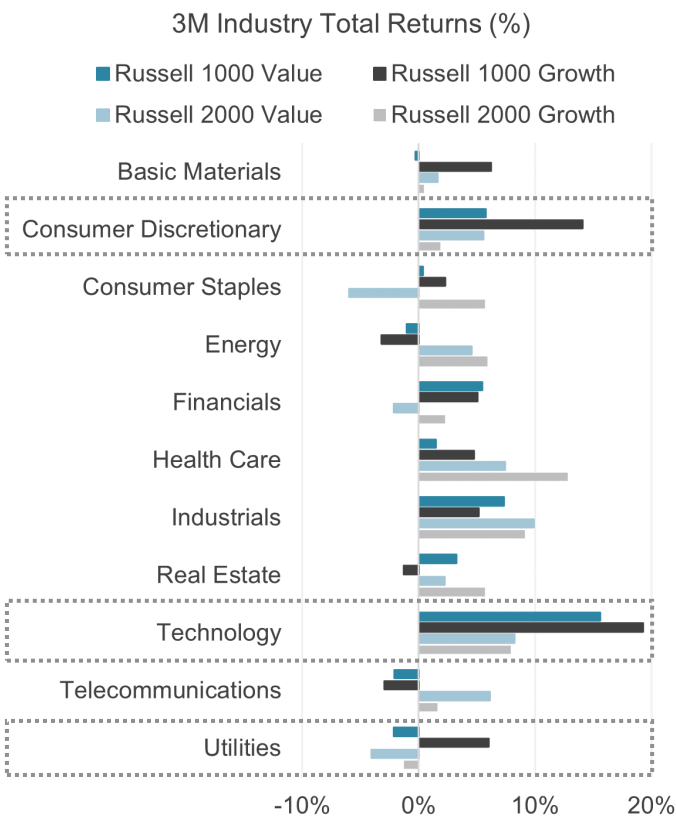 3M Industry Total Returns (%)
Russell 1000 Value Russell 1000 Growth
Russell 2000 Value Russell 2000 Growth
Basic Materials
Consumer Discretionary
Consumer Staples
Energy
Financials
Health Care
Industrials
Real Estate
Technology
Telecommunications
Utilities
-10% 0% 10% 20%